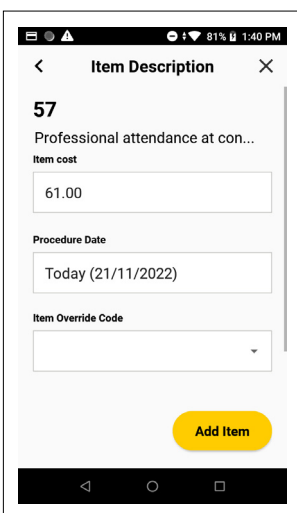 81% 1:40 PM
Item Description
57
Professional attendance at con...
Item cost
61.00
Procedure Date
Today (21/11/2022)
Item Override Code
Add Item